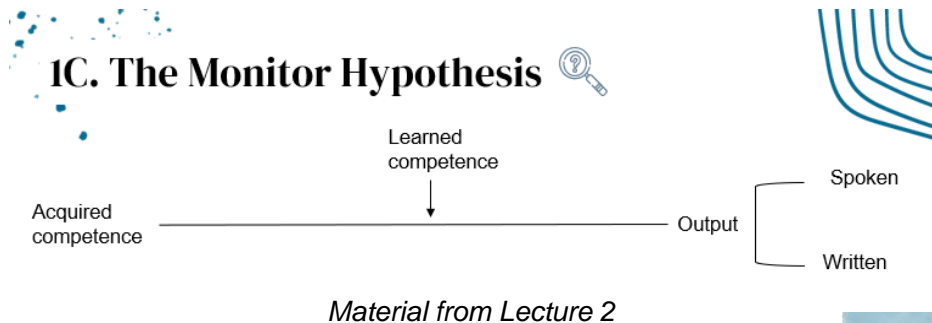 1C. The Monitor Hypothesis
Learned
competence
Acquired
competence
Output
Spoken
Written
Material from Lecture 2